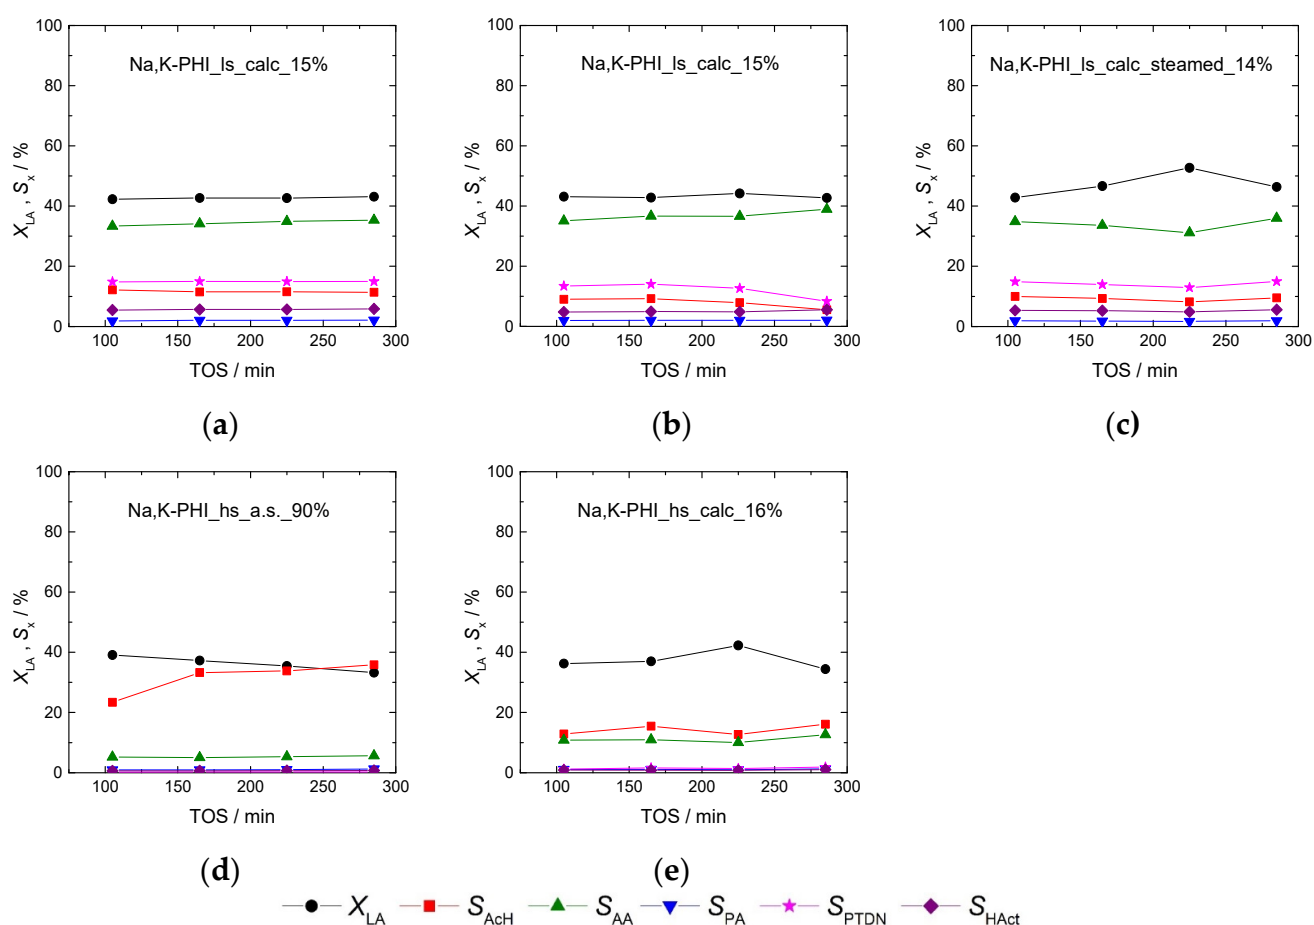 Na,K-PHI_ls_calc_15%
100
80
60
40
20
0
X_LA , S_x / %
100 150 200 250 300
TOS / min
(a)
Na,K-PHI_ls_calc_15%
100
80
60
40
20
0
X_LA , S_x / %
100 150 200 250 300
TOS / min
(b)
Na,K-PHI_ls_calc_steamed_14%
100
80
60
40
20
0
X_LA , S_x / %
100 150 200 250 300
TOS / min
(c)
Na,K-PHI_hs_a.s._90%
100
80
60
40
20
0
X_LA , S_x / %
100 150 200 250 300
TOS / min
(d)
Na,K-PHI_hs_calc_16%
100
80
60
40
20
0
X_LA , S_x / %
100 150 200 250 300
TOS / min
(e)
X_LA S_AcH S_AA S_PA S_PTDN S_HAct